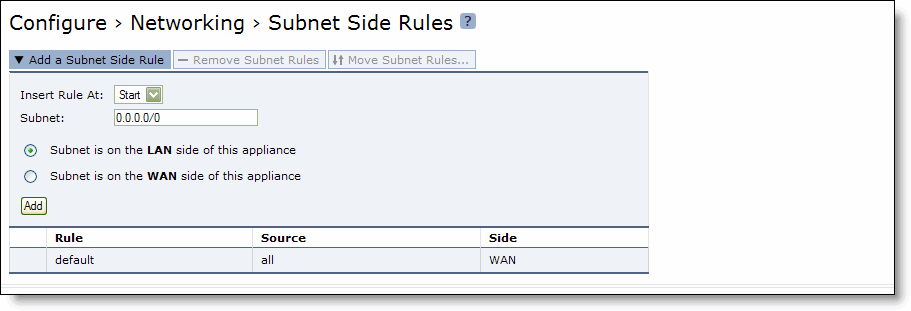 Configure › Networking › Subnet Side Rules ?
▼ Add a Subnet Side Rule — Remove Subnet Rules ↓↑ Move Subnet Rules...
Insert Rule At: Start
Subnet: 0.0.0.0/0
Subnet is on the LAN side of this appliance
Subnet is on the WAN side of this appliance
Add
Rule Source Side
default all WAN